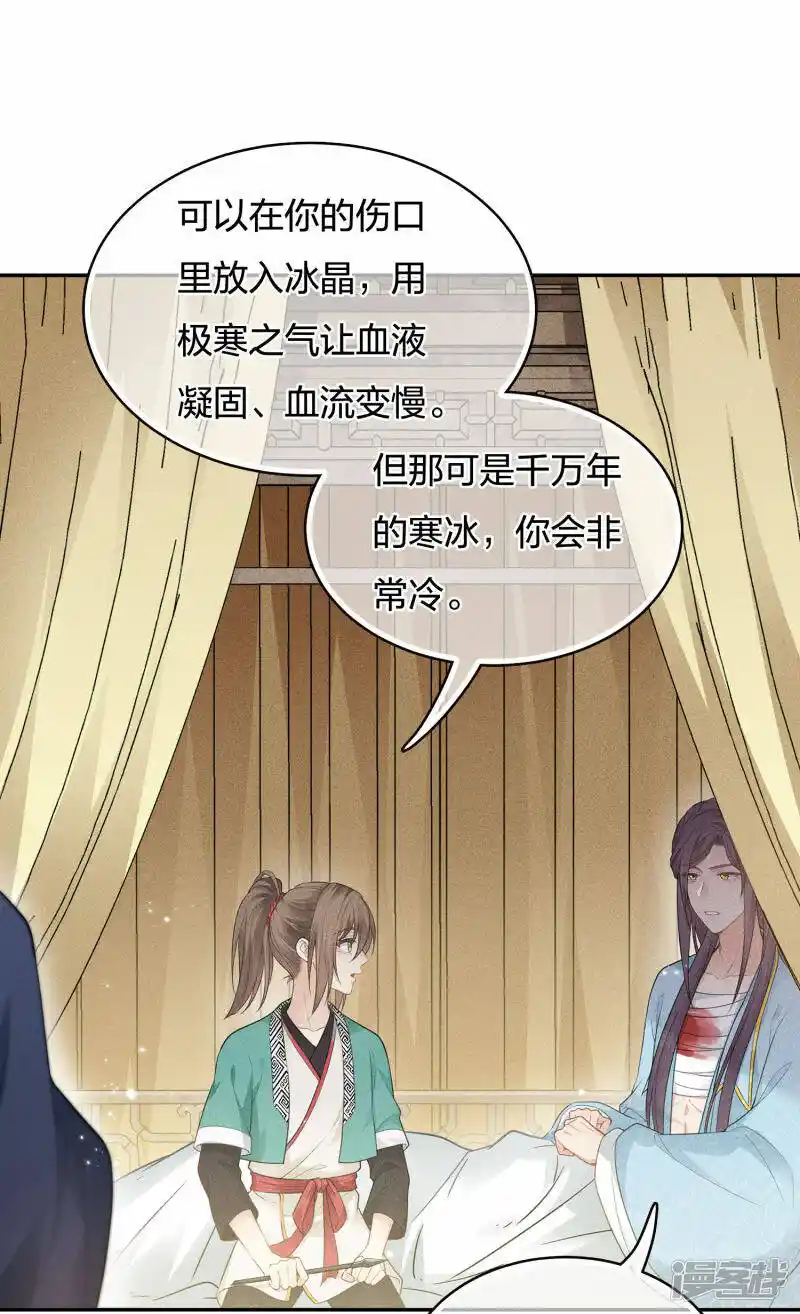 可以在你的伤口
里放入冰晶，用
极寒之气让血液
凝固、血流变慢。
但那可是千万年
的寒冰，你会非
常冷。
漫客栈